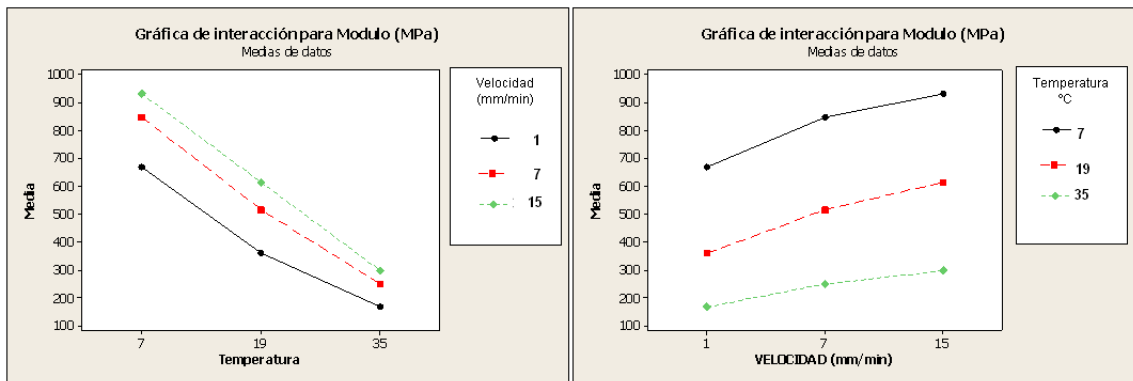 Gráfica de interacción para Modulo (MPa)
Medias de datos
1000
900
800
700
600
500
400
300
200
100
Media
7
19
35
Temperatura
Velocidad
(mm/min)
1
7
15
Gráfica de interacción para Modulo (MPa)
Medias de datos
1000
900
800
700
600
500
400
300
200
100
Media
1
7
15
VELOCIDAD (mm/min)
Temperatura
°C
7
19
35